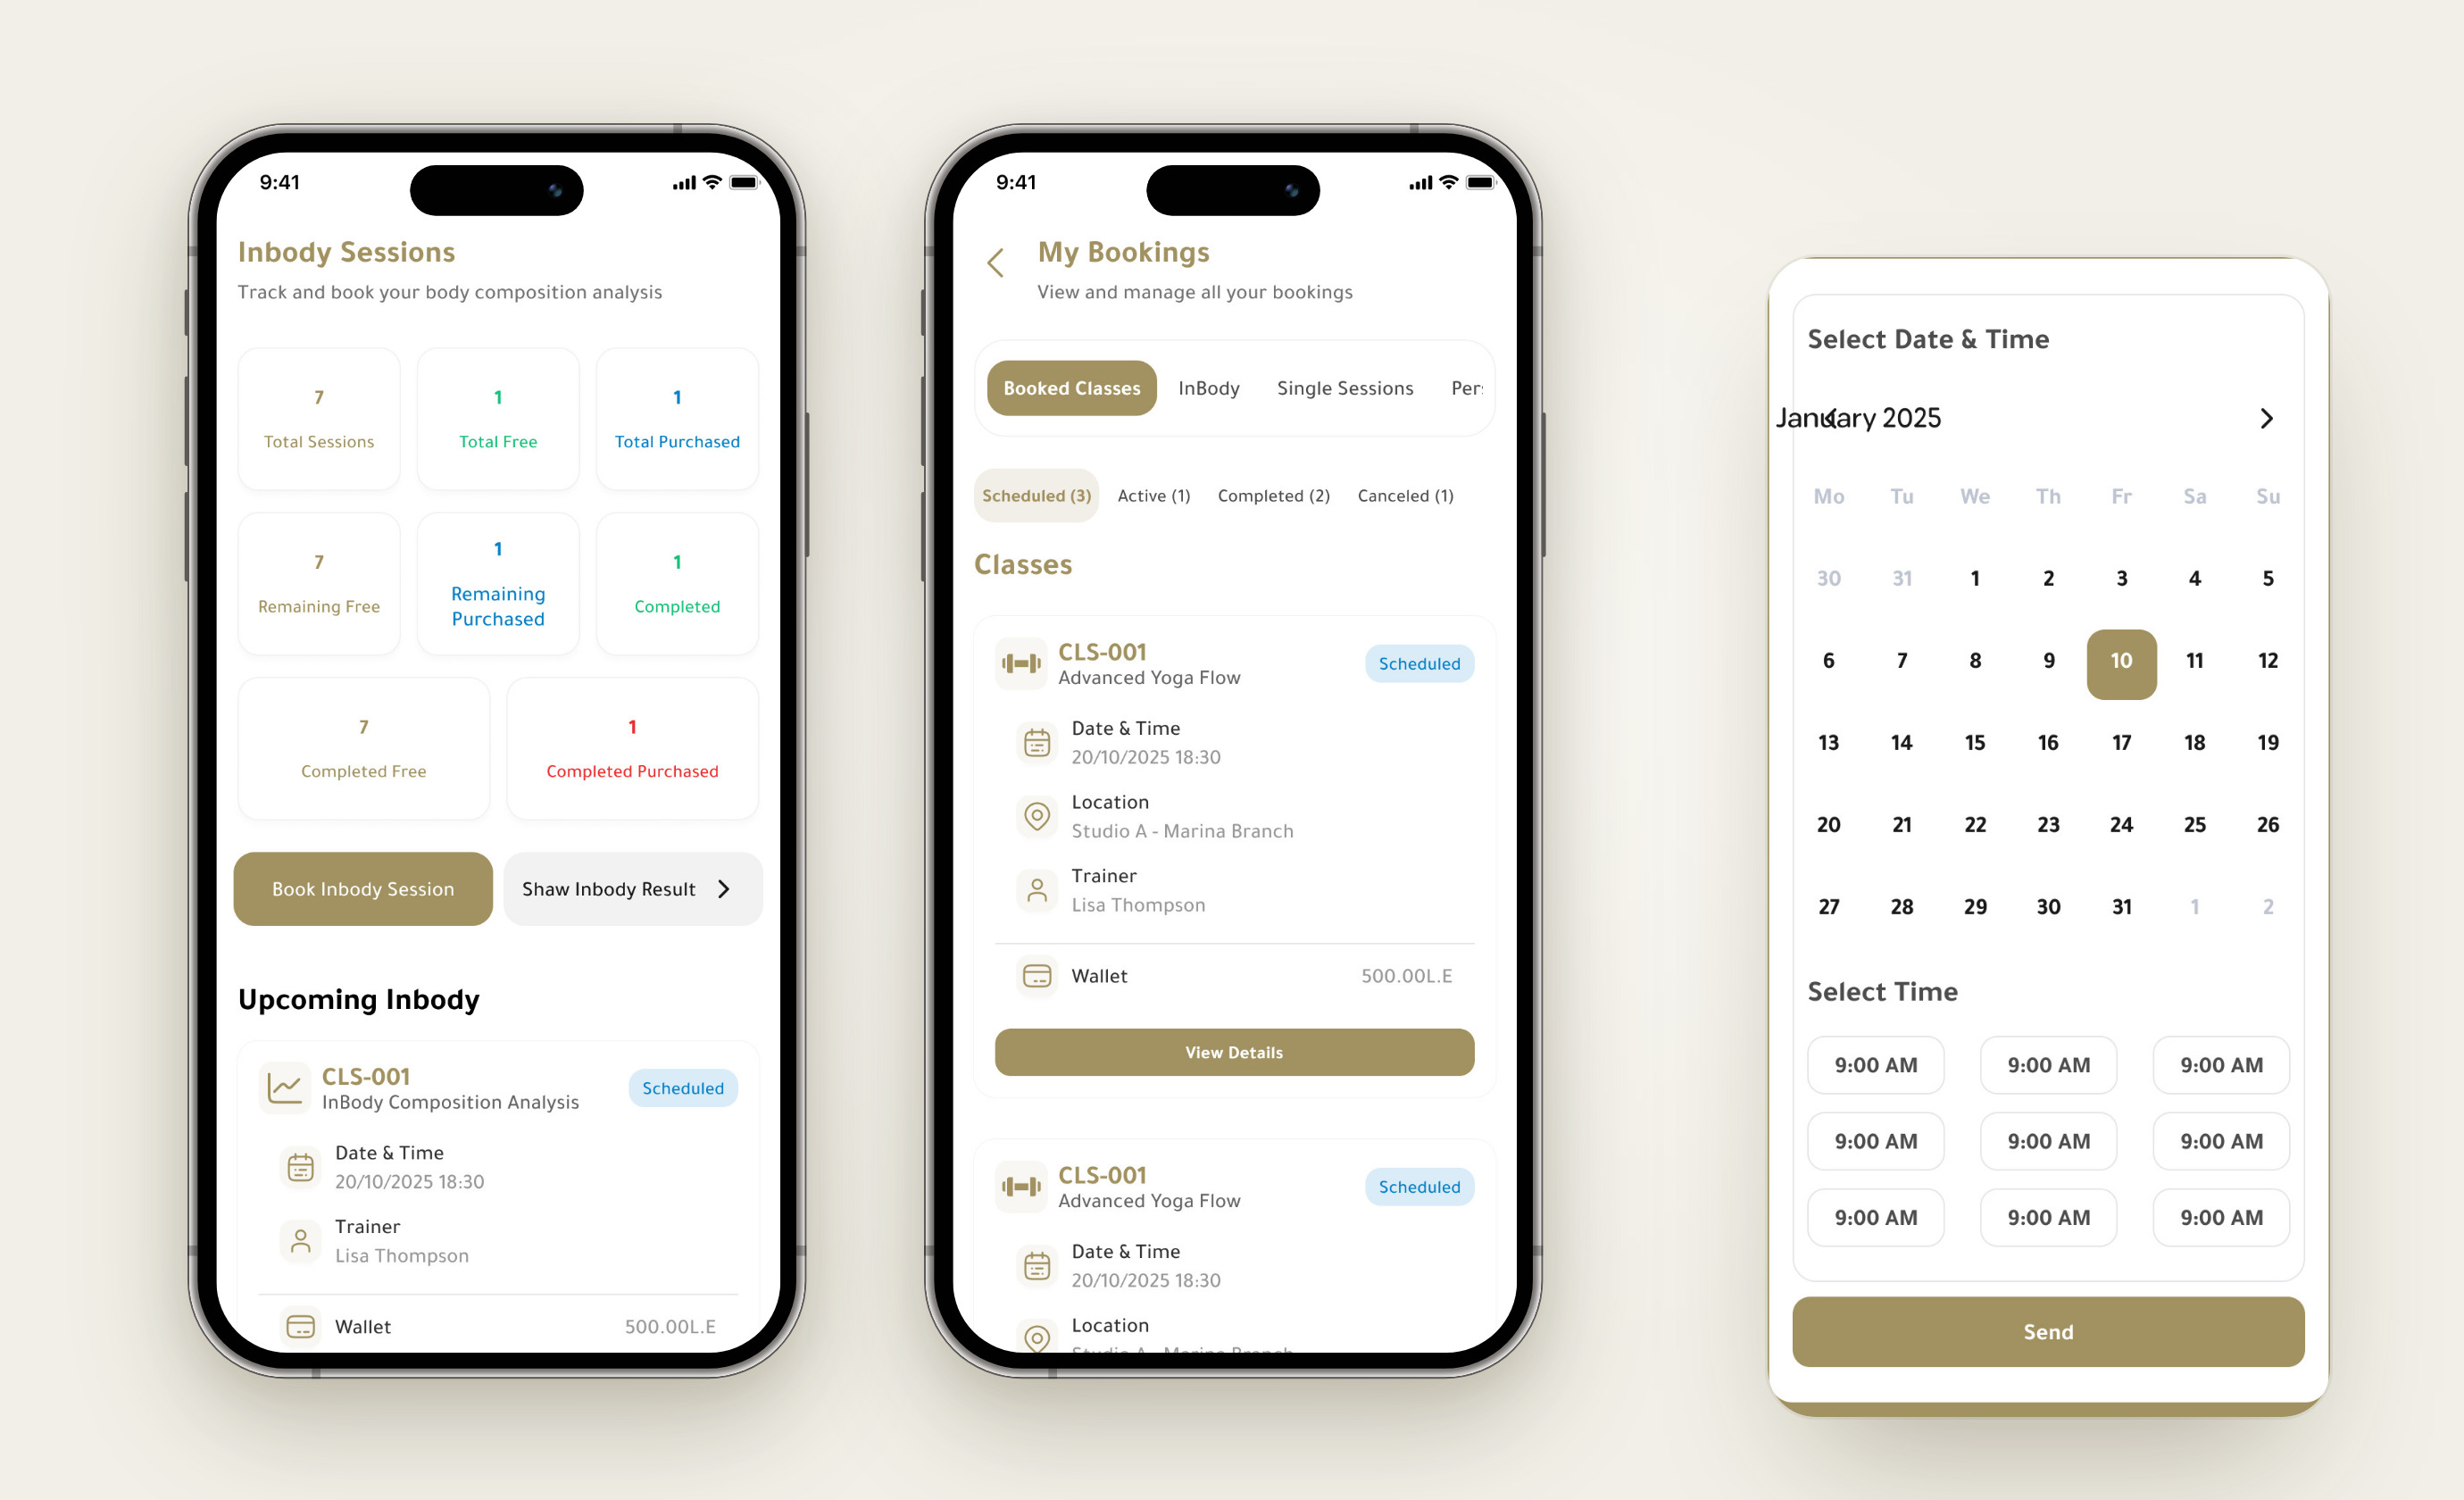 9:41
Inbody Sessions
Track and book your body composition analysis
7
Total Sessions
1
Total Free
1
Total Purchased
7
Remaining Free
1
Remaining
Purchased
1
Completed
7
Completed Free
1
Completed Purchased
Book Inbody Session
Shaw Inbody Result
Upcoming Inbody
CLS-001
InBody Composition Analysis
Scheduled
Date & Time
20/10/2025 18:30
Trainer
Lisa Thompson
Wallet
500.00L.E
9:41
My Bookings
View and manage all your bookings
Booked Classes InBody Single Sessions Per
Scheduled (3) Active (1) Completed (2) Canceled (1)
Classes
CLS-001
Advanced Yoga Flow
Scheduled
Date & Time
20/10/2025 18:30
Location
Studio A - Marina Branch
Trainer
Lisa Thompson
Wallet
500.00L.E
View Details
CLS-001
Advanced Yoga Flow
Scheduled
Date & Time
20/10/2025 18:30
Location
Studio A - Marina Branch
Select Date & Time
January 2025
Mo Tu We Th Fr Sa Su
30 31 1 2 3 4 5
6 7 8 9 10 11 12
13 14 15 16 17 18 19
20 21 22 23 24 25 26
27 28 29 30 31 1 2
Select Time
9:00 AM 9:00 AM 9:00 AM
9:00 AM 9:00 AM 9:00 AM
9:00 AM 9:00 AM 9:00 AM
Send